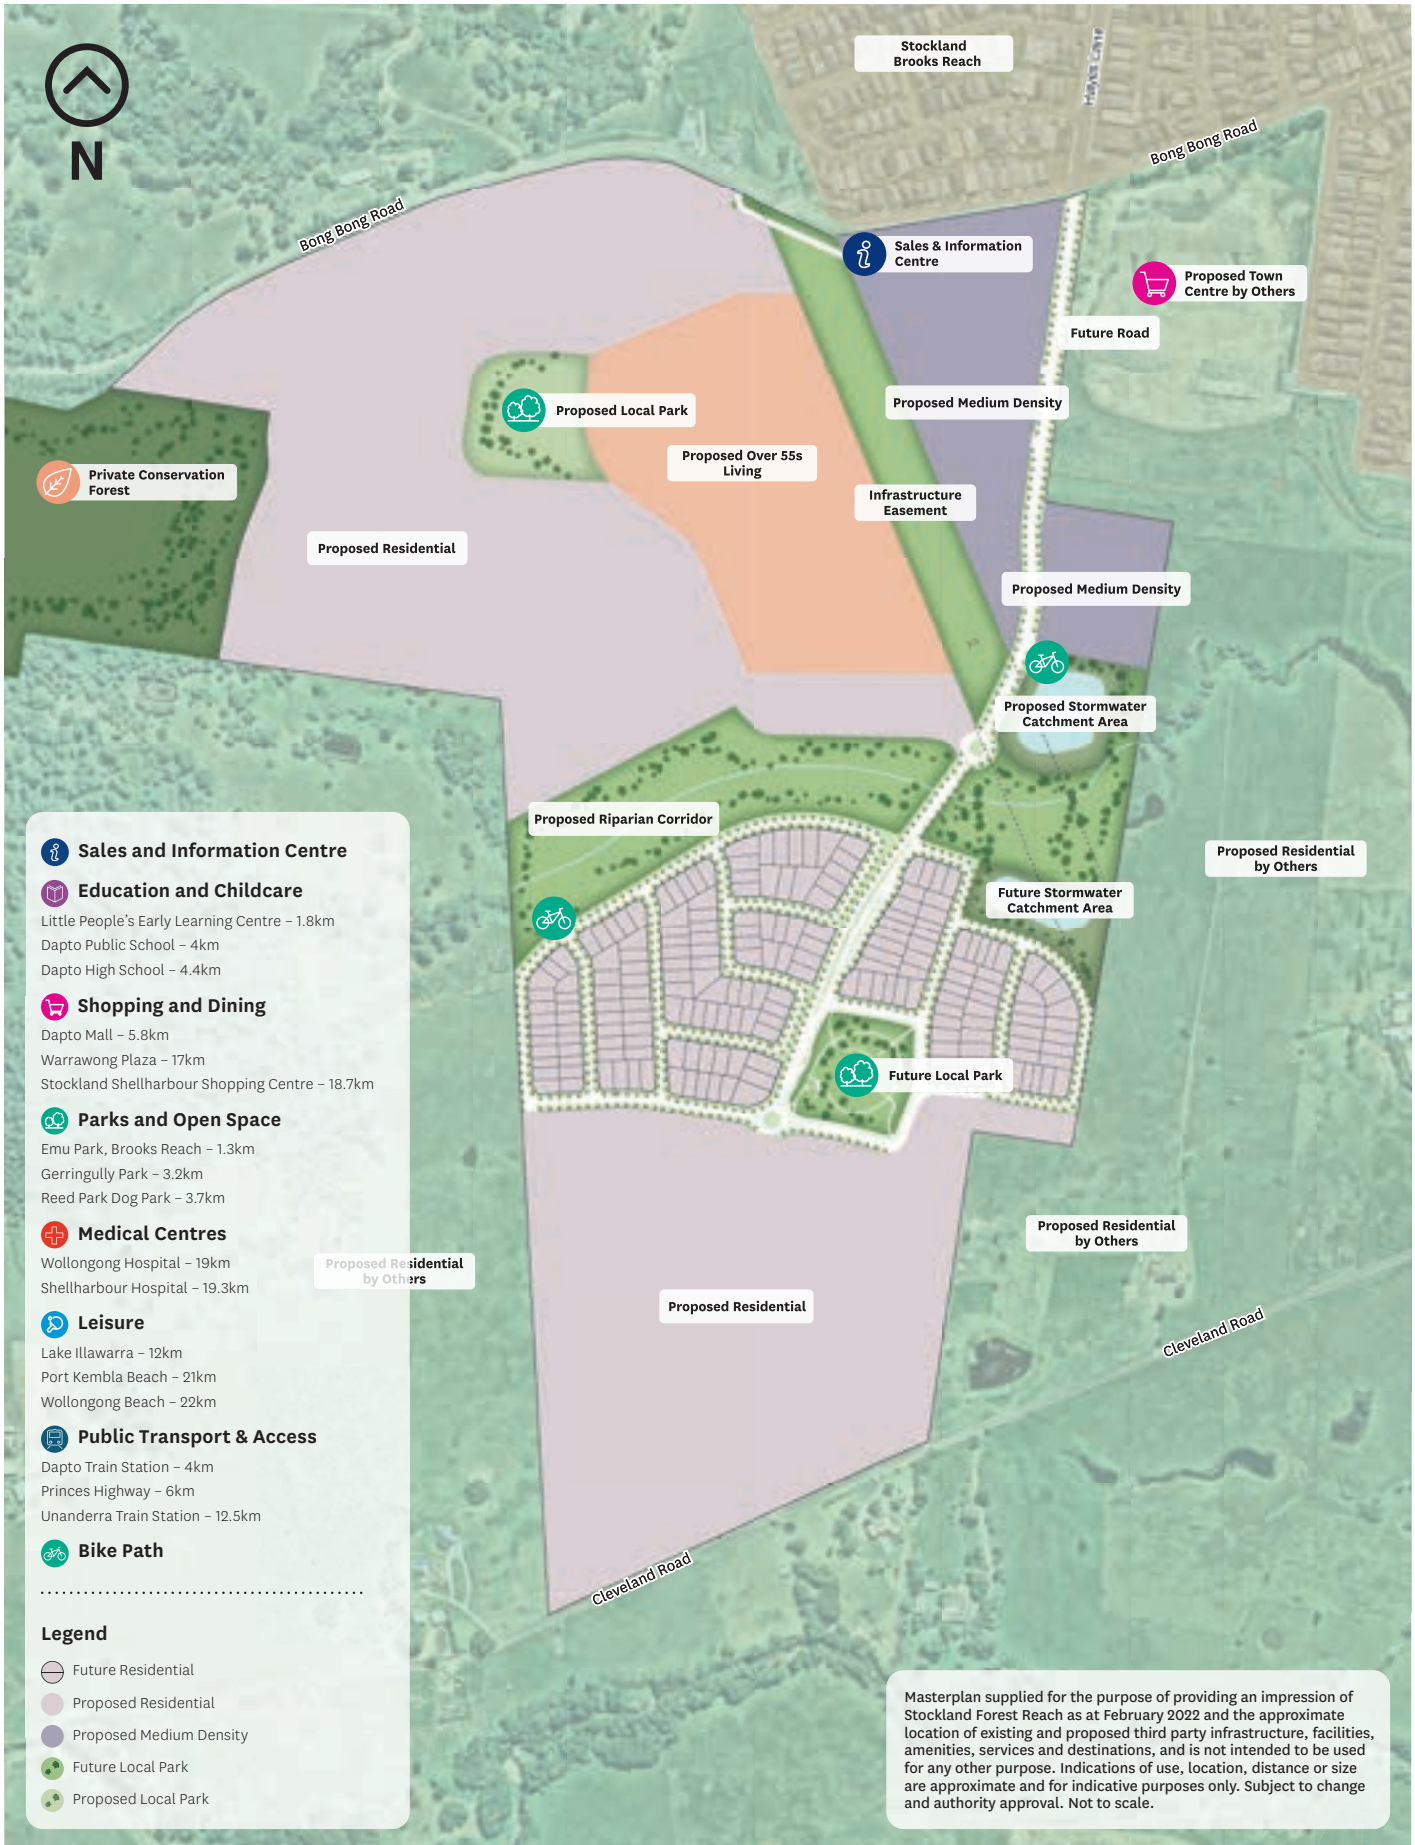 Stockland
Brooks Reach
Hayes Lane
Bong Bong Road
N
Bong Bong Road
Sales & Information
Centre
Proposed Town
Centre by Others
Future Road
Proposed Medium Density
Proposed Local Park
Proposed Over 55s
Living
Private Conservation
Forest
Infrastructure
Easement
Proposed Residential
Proposed Medium Density
Proposed Stormwater
Catchment Area
Proposed Riparian Corridor
Proposed Residential
by Others
Future Stormwater
Catchment Area
Future Local Park
Proposed Residential
by Others
Proposed Residential
by Others
Proposed Residential
Cleveland Road
Cleveland Road
Sales and Information Centre
Education and Childcare
Little People's Early Learning Centre – 1.8km
Dapto Public School – 4km
Dapto High School – 4.4km
Shopping and Dining
Dapto Mall – 5.8km
Warrawong Plaza – 17km
Stockland Shellharbour Shopping Centre – 18.7km
Parks and Open Space
Emu Park, Brooks Reach – 1.3km
Gerringully Park – 3.2km
Reed Park Dog Park – 3.7km
Medical Centres
Wollongong Hospital – 19km
Shellharbour Hospital – 19.3km
Leisure
Lake Illawarra – 12km
Port Kembla Beach – 21km
Wollongong Beach – 22km
Public Transport & Access
Dapto Train Station – 4km
Princes Highway – 6km
Unanderra Train Station – 12.5km
Bike Path
Legend
Future Residential
Proposed Residential
Proposed Medium Density
Future Local Park
Proposed Local Park
Masterplan supplied for the purpose of providing an impression of
Stockland Forest Reach as at February 2022 and the approximate
location of existing and proposed third party infrastructure, facilities,
amenities, services and destinations, and is not intended to be used
for any other purpose. Indications of use, location, distance or size
are approximate and for indicative purposes only. Subject to change
and authority approval. Not to scale.